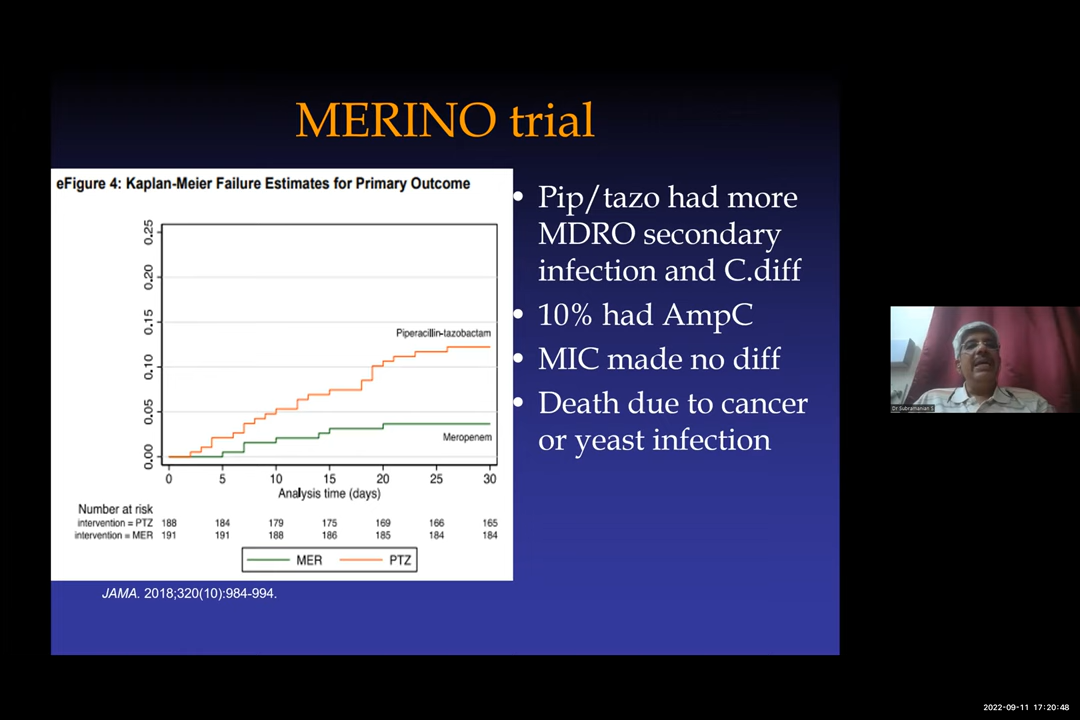 MERINO trial
eFigure 4: Kaplan-Meier Failure Estimates for Primary Outcome
0.25
0.20
0.15
0.10
0.05
0.00
Piperacillin-tazobactam
Meropenem
0 5 10 15 20 25 30
Analysis time (days)
Number at risk
intervention = PTZ 188 184 179 175 169 166 165
intervention = MER 191 191 188 186 185 184 184
MER PTZ
JAMA. 2018;320(10):984-994.
• Pip/tazo had more
MDRO secondary
infection and C.diff
• 10% had AmpC
• MIC made no diff
• Death due to cancer
or yeast infection
Dr Subramanian S
2022-09-11 17:20:48